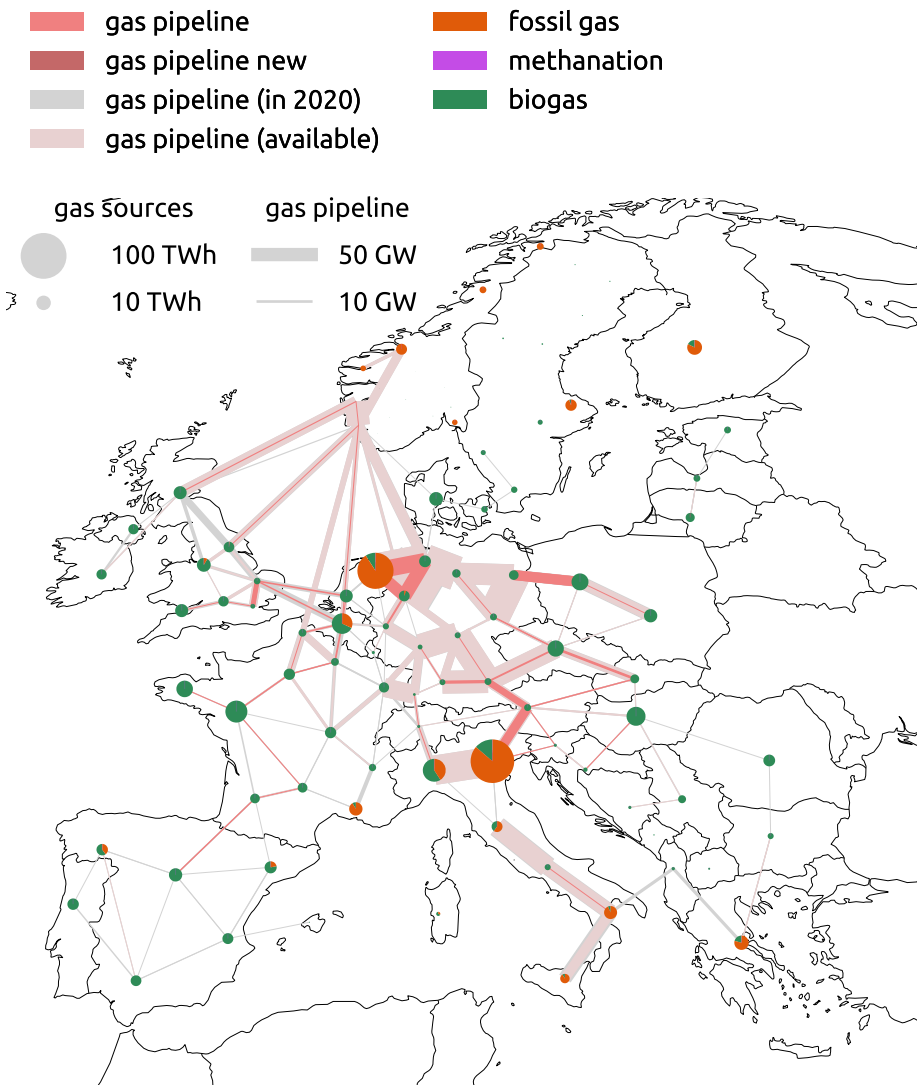 gas pipeline
gas pipeline new
gas pipeline (in 2020)
gas pipeline (available)
fossil gas
methanation
biogas
gas sources
100 TWh
10 TWh
gas pipeline
50 GW
10 GW